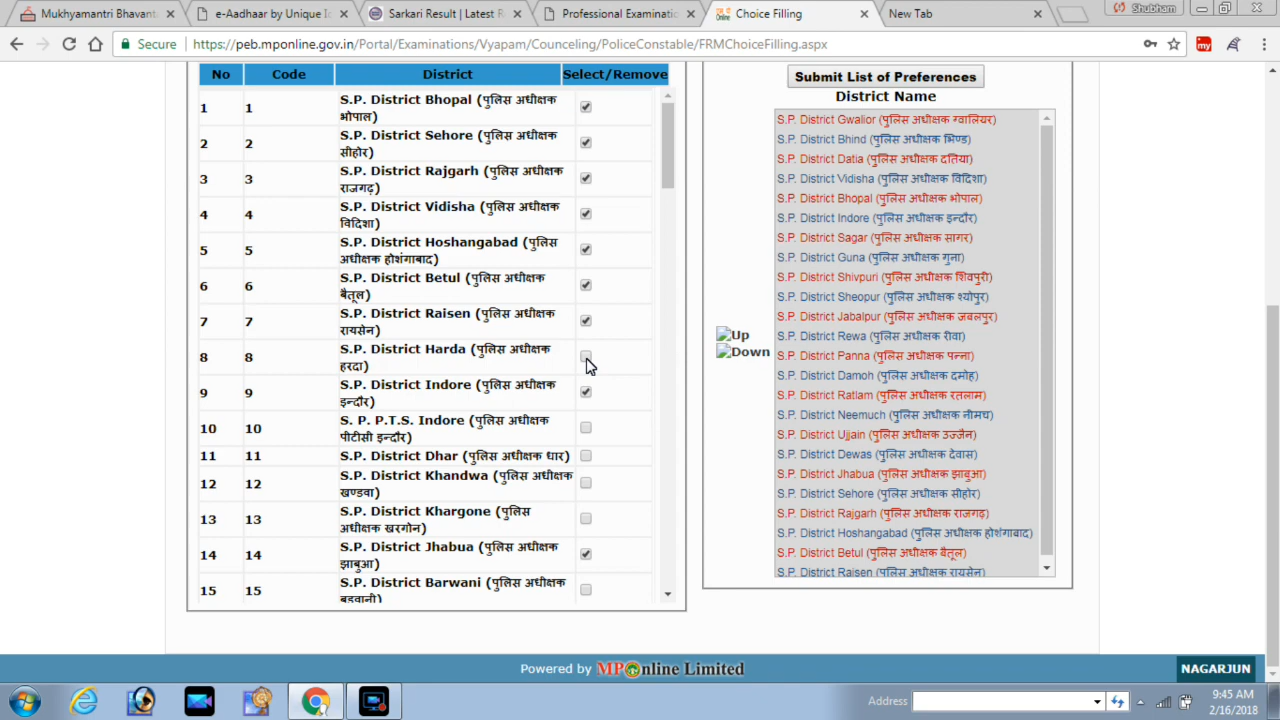 Mukhyamantri Bhavanta
e-Aadhaar by Unique Id
Sarkari Result | Latest R
Professional Examinatio
Choice Filling
New Tab
Shubham
Secure
https://peb.mponline.gov.in/Portal/Examinations/Vyapam/Counceling/PoliceConstable/FRMChoiceFilling.aspx
my
No Code District Select/Remove
1 1 S.P. District Bhopal (पुलिस अधीक्षक
भोपाल)
2 2 S.P. District Sehore (पुलिस अधीक्षक
सीहोर)
3 3 S.P. District Rajgarh (पुलिस अधीक्षक
राजगढ़)
4 4 S.P. District Vidisha (पुलिस अधीक्षक
विदिशा)
5 5 S.P. District Hoshangabad (पुलिस
अधीक्षक होशंगाबाद)
6 6 S.P. District Betul (पुलिस अधीक्षक
बैतूल)
7 7 S.P. District Raisen (पुलिस अधीक्षक
रायसेन)
8 8 S.P. District Harda (पुलिस अधीक्षक
हरदा)
9 9 S.P. District Indore (पुलिस अधीक्षक
इन्दौर)
10 10 S. P. P.T.S. Indore (पुलिस अधीक्षक
पीटीसी इन्दौर)
11 11 S.P. District Dhar (पुलिस अधीक्षक धार)
12 12 S.P. District Khandwa (पुलिस अधीक्षक
खण्डवा)
13 13 S.P. District Khargone (पुलिस
अधीक्षक खरगोन)
14 14 S.P. District Jhabua (पुलिस अधीक्षक
झाबुआ)
15 15 S.P. District Barwani (पुलिस अधीक्षक
बडवानी)
Submit List of Preferences
District Name
Up
Down
S.P. District Gwalior (पुलिस अधीक्षक ग्वालियर)
S.P. District Bhind (पुलिस अधीक्षक भिण्ड)
S.P. District Datia (पुलिस अधीक्षक दतिया)
S.P. District Vidisha (पुलिस अधीक्षक विदिशा)
S.P. District Bhopal (पुलिस अधीक्षक भोपाल)
S.P. District Indore (पुलिस अधीक्षक इन्दौर)
S.P. District Sagar (पुलिस अधीक्षक सागर)
S.P. District Guna (पुलिस अधीक्षक गुना)
S.P. District Shivpuri (पुलिस अधीक्षक शिवपुरी)
S.P. District Sheopur (पुलिस अधीक्षक श्योपुर)
S.P. District Jabalpur (पुलिस अधीक्षक जबलपुर)
S.P. District Rewa (पुलिस अधीक्षक रीवा)
S.P. District Panna (पुलिस अधीक्षक पन्ना)
S.P. District Damoh (पुलिस अधीक्षक दमोह)
S.P. District Ratlam (पुलिस अधीक्षक रतलाम)
S.P. District Neemuch (पुलिस अधीक्षक नीमच)
S.P. District Ujjain (पुलिस अधीक्षक उज्जैन)
S.P. District Dewas (पुलिस अधीक्षक देवास)
S.P. District Jhabua (पुलिस अधीक्षक झाबुआ)
S.P. District Sehore (पुलिस अधीक्षक सीहोर)
S.P. District Rajgarh (पुलिस अधीक्षक राजगढ़)
S.P. District Hoshangabad (पुलिस अधीक्षक होशंगाबाद)
S.P. District Betul (पुलिस अधीक्षक बैतूल)
S.P. District Raisen (पुलिस अधीक्षक रायसेन)
Powered by MPOnline Limited
NAGARJUN
Address
9:45 AM
2/16/2018